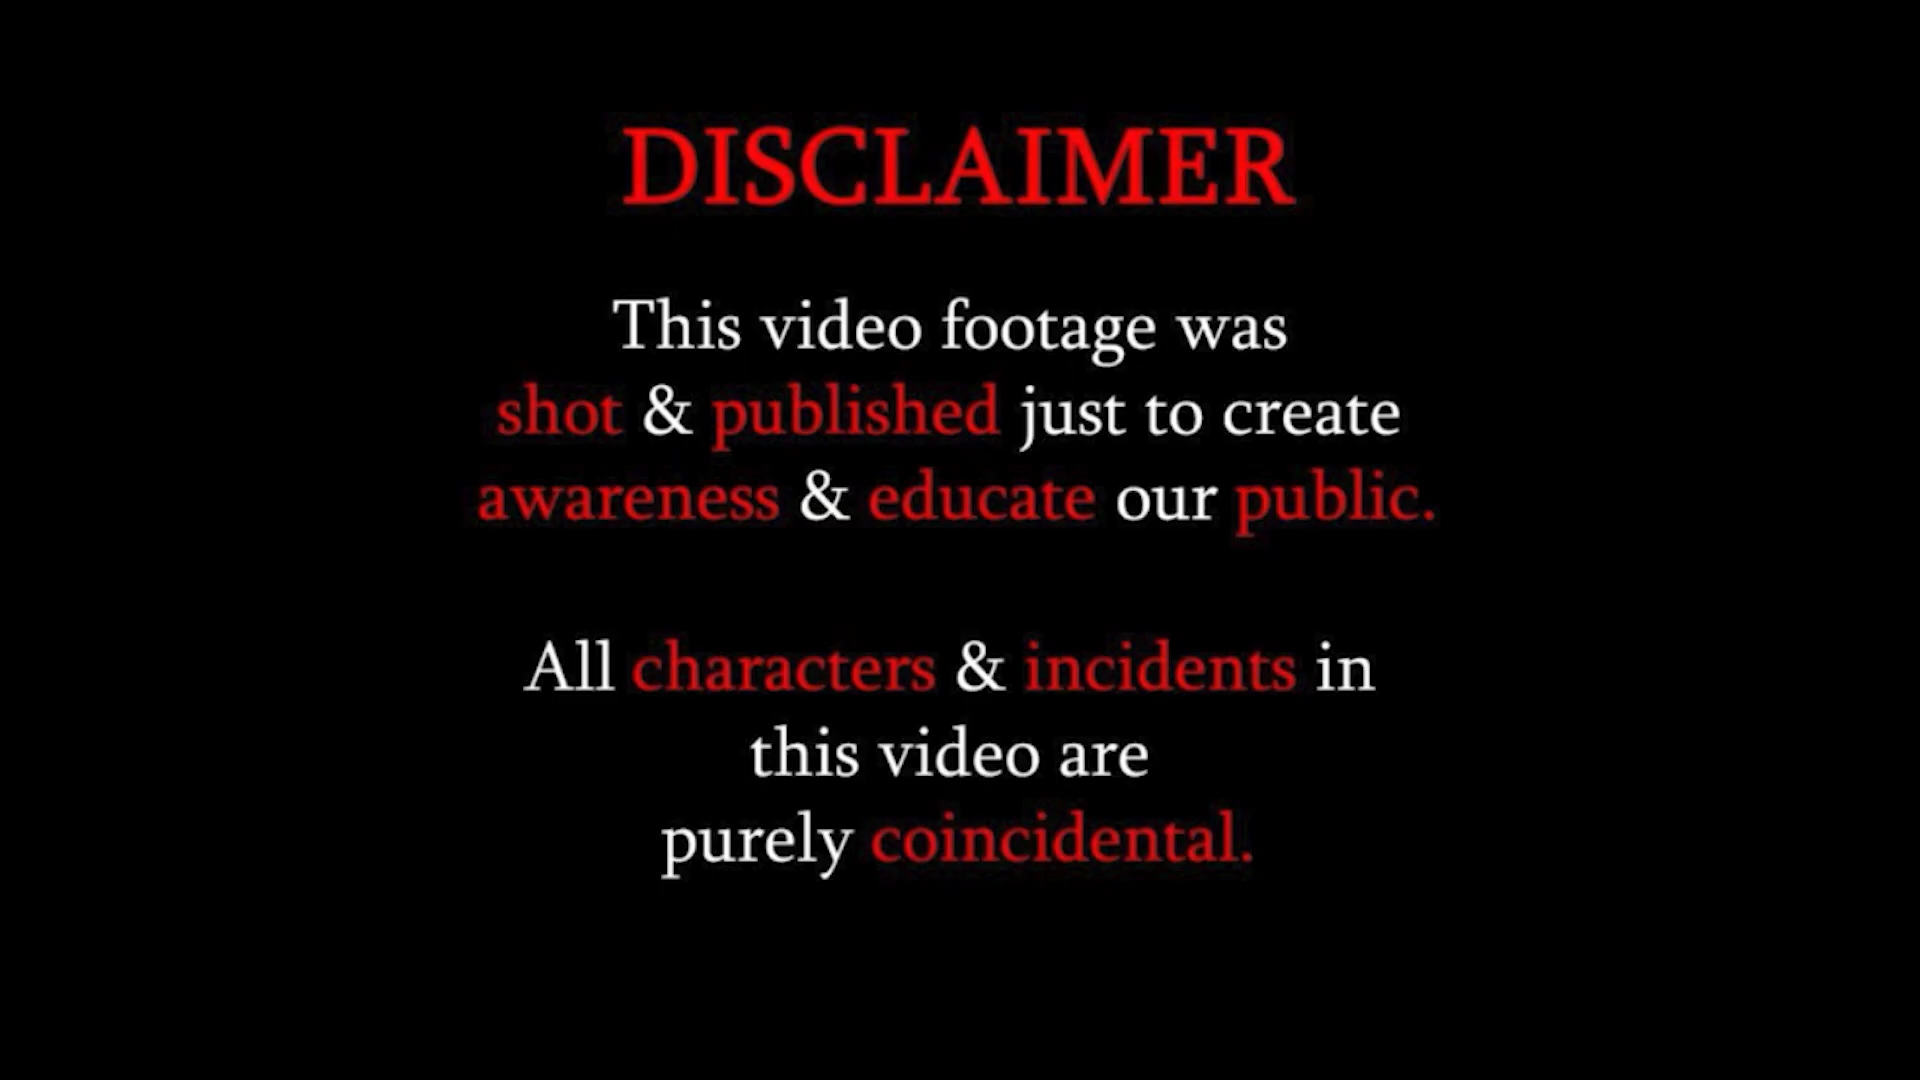 DISCLAIMER
This video footage was
shot & published just to create
awareness & educate our public.
All characters & incidents in
this video are
purely coincidental.